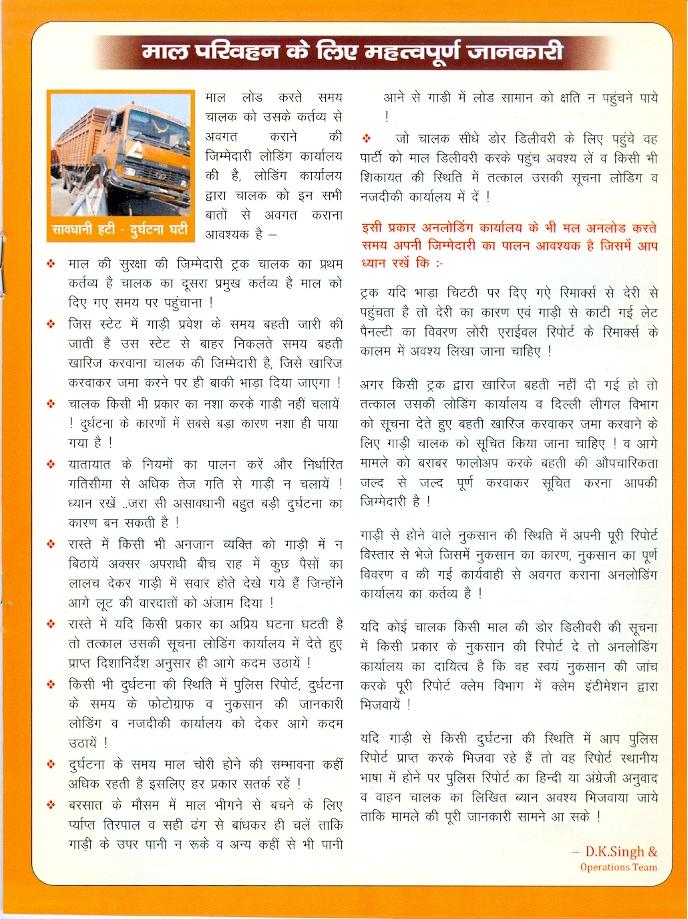 माल परिवहन के लिए महत्वपूर्ण जानकारी
सावधानी हटी - दुर्घटना घटी
माल लोड करते समय
चालक को उसके कर्तव्य से
अवगत कराने की
जिम्मेदारी लोडिंग कार्यालय
की है, लोडिंग कार्यालय
द्वारा चालक को इन सभी
बातों से अवगत कराना
आवश्यक है –
❖ माल की सुरक्षा की जिम्मेदारी ट्रक चालक का प्रथम
कर्तव्य है चालक का दूसरा प्रमुख कर्तव्य है माल को
दिए गए समय पर पहुंचाना !
❖ जिस स्टेट में गाड़ी प्रवेश के समय बहती जारी की
जाती है उस स्टेट से बाहर निकलते समय बहती
खारिज करवाना चालक की जिम्मेदारी है, जिसे खारिज
करवाकर जमा करने पर ही बाकी भाड़ा दिया जाएगा !
❖ चालक किसी भी प्रकार का नशा करके गाड़ी नहीं चलायें
! दुर्घटना के कारणों में सबसे बड़ा कारण नशा ही पाया
गया है !
❖ यातायात के नियमों का पालन करें और निर्धारित
गतिसीमा से अधिक तेज गति से गाड़ी न चलायें !
ध्यान रखें ..जरा सी असावधानी बहुत बड़ी दुर्घटना का
कारण बन सकती है !
❖ रास्ते में किसी भी अनजान व्यक्ति को गाड़ी में न
बिठायें अक्सर अपराधी बीच राह में कुछ पैसों का
लालच देकर गाड़ी में सवार होते देखे गये हैं जिन्होंने
आगे लूट की वारदातों को अंजाम दिया !
❖ रास्ते में यदि किसी प्रकार का अप्रिय घटना घटती है
तो तत्काल उसकी सूचना लोडिंग कार्यालय में देते हुए
प्राप्त दिशानिर्देश अनुसार ही आगे कदम उठायें !
❖ किसी भी दुर्घटना की स्थिति में पुलिस रिपोर्ट, दुर्घटना
के समय के फोटोग्राफ व नुकसान की जानकारी
लोडिंग व नजदीकी कार्यालय को देकर आगे कदम
उठायें !
❖ दुर्घटना के समय माल चोरी होने की सम्भावना कहीं
अधिक रहती है इसलिए हर प्रकार सतर्क रहें !
❖ बरसात के मौसम में माल भीगने से बचने के लिए
र्प्याप्त तिरपाल व सही ढंग से बांधकर ही चलें ताकि
गाड़ी के उपर पानी न रूके व अन्य कहीं से भी पानी
आने से गाड़ी में लोड सामान को क्षति न पहुंचने पाये
!
❖ जो चालक सीधे डोर डिलीवरी के लिए पहुंचे वह
पार्टी को माल डिलीवरी करके पहुंच अवश्य लें व किसी भी
शिकायत की स्थिति में तत्काल उसकी सूचना लोडिग व
नजदीकी कार्यालय में दें !
इसी प्रकार अनलोडिंग कार्यालय के भी मल अनलोड करते
समय अपनी जिम्मेदारी का पालन आवश्यक है जिसमें आप
ध्यान रखें कि :-
ट्रक यदि भाड़ा चिटठी पर दिए गऐ रिमार्क्स से देरी से
पहुंचता है तो देरी का कारण एवं गाड़ी से काटी गई लेट
पैनल्टी का विवरण लोरी एराईवल रिपोर्ट के रिमार्क्स के
कालम में अवश्य लिखा जाना चाहिए !
अगर किसी ट्रक द्वारा खारिज बहती नहीं दी गई हो तो
तत्काल उसकी लोडिंग कार्यालय व दिल्ली लीगल विभाग
को सूचना देते हुए बहती खारिज करवाकर जमा करवाने के
लिए गाड़ी चालक को सूचित किया जाना चाहिए ! व आगे
मामले को बराबर फालोअप करके बहती की औपचारिकता
जल्द से जल्द पूर्ण करवाकर सूचित करना आपकी
जिम्मेदारी है !
गाड़ी से होने वाले नुकसान की स्थिति में अपनी पूरी रिपोर्ट
विस्तार से भेजे जिसमें नुकसान का कारण, नुकसान का पूर्ण
विवरण व की गई कार्यवाही से अवगत कराना अनलोडिंग
कार्यालय का कर्तव्य है !
यदि कोई चालक किसी माल की डोर डिलीवरी की सूचना
में किसी प्रकार के नुकसान की रिपोर्ट दे तो अनलोडिंग
कार्यालय का दायित्व है कि वह स्वयं नुकसान की जांच
करके पूरी रिपोर्ट क्लेम विभाग में क्लेम इंटीमेशन द्वारा
भिजवायें !
यदि गाड़ी से किसी दुर्घटना की स्थिति में आप पुलिस
रिपोर्ट प्राप्त करके भिजवा रहे हैं तो वह रिपोर्ट स्थानीय
भाषा में होने पर पुलिस रिपोर्ट का हिन्दी या अंग्रेजी अनुवाद
व वाहन चालक का लिखित ब्यान अवश्य भिजवाया जाये
ताकि मामले की पूरी जानकारी सामने आ सके !
– D.K.Singh &
Operations Team